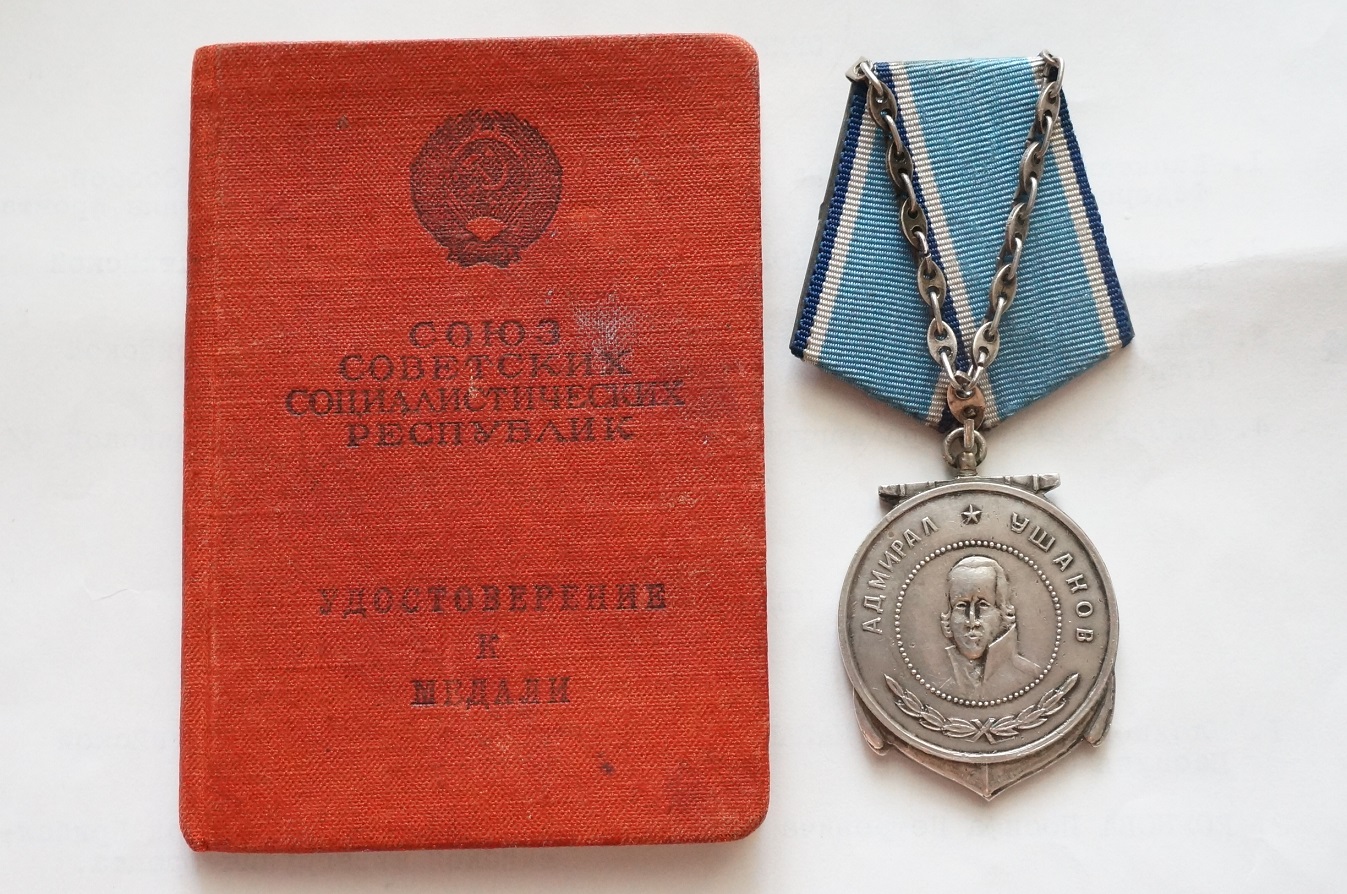 СОЮЗ
СОВЕТСКИХ
СОЦИАЛИСТИЧЕСКИХ
РЕСПУБЛИК
УДОСТОВЕРЕНИЕ
К
МЕДАЛИ
АДМИРАЛ УШАКОВ